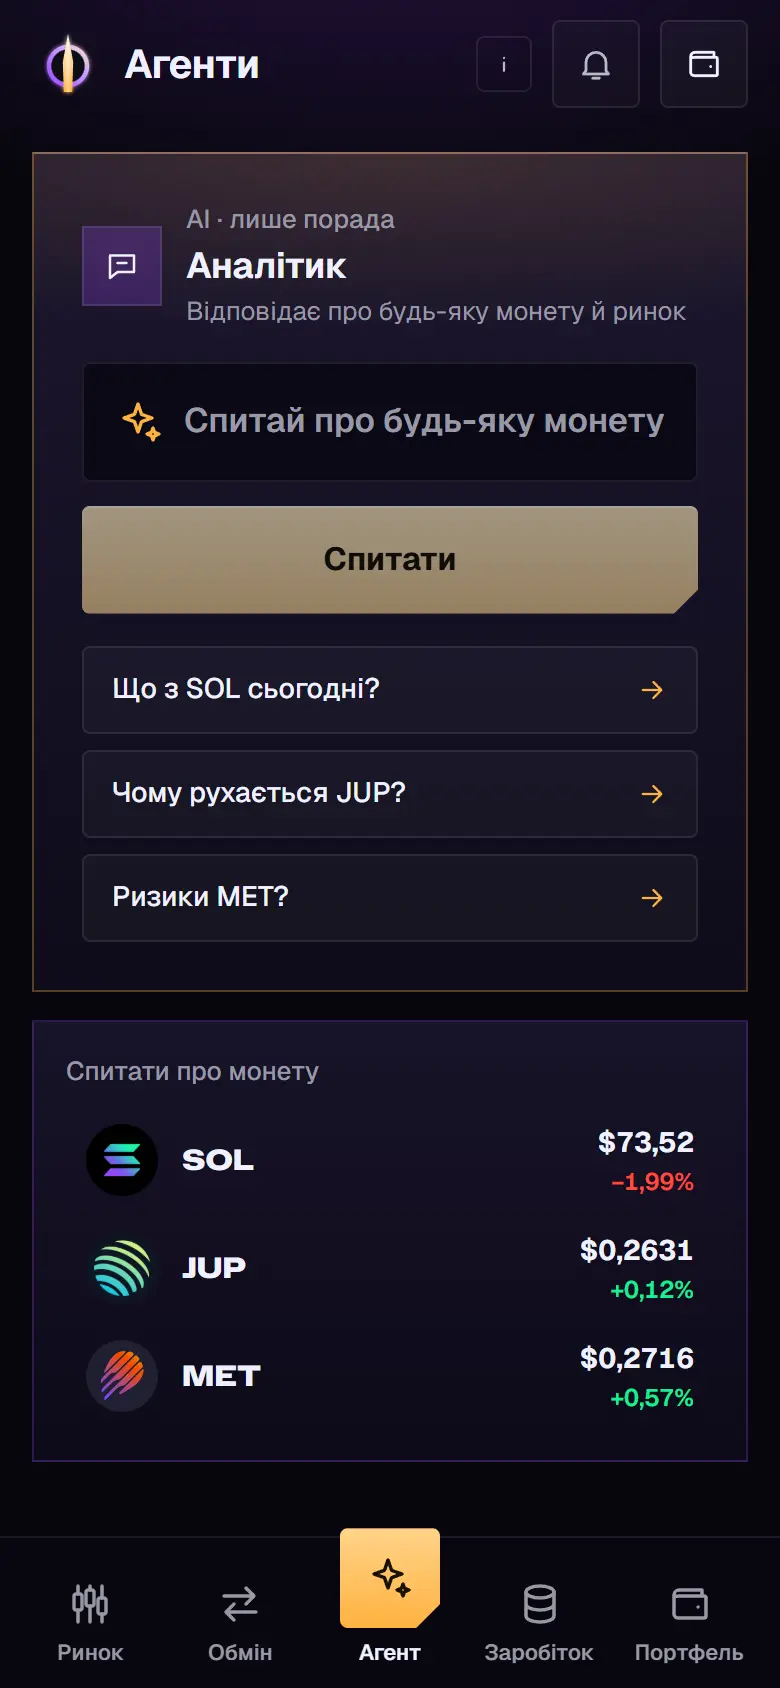 Агенти
i
AI · лише порада
Аналітик
Відповідає про будь-яку монету й ринок
Спитай про будь-яку монету
Спитати
Що з SOL сьогодні?
Чому рухається JUP?
Ризики MET?
Спитати про монету
SOL
$73,52
−1,99%
JUP
$0,2631
+0,12%
MET
$0,2716
+0,57%
Ринок
Обмін
Агент
Заробіток
Портфель